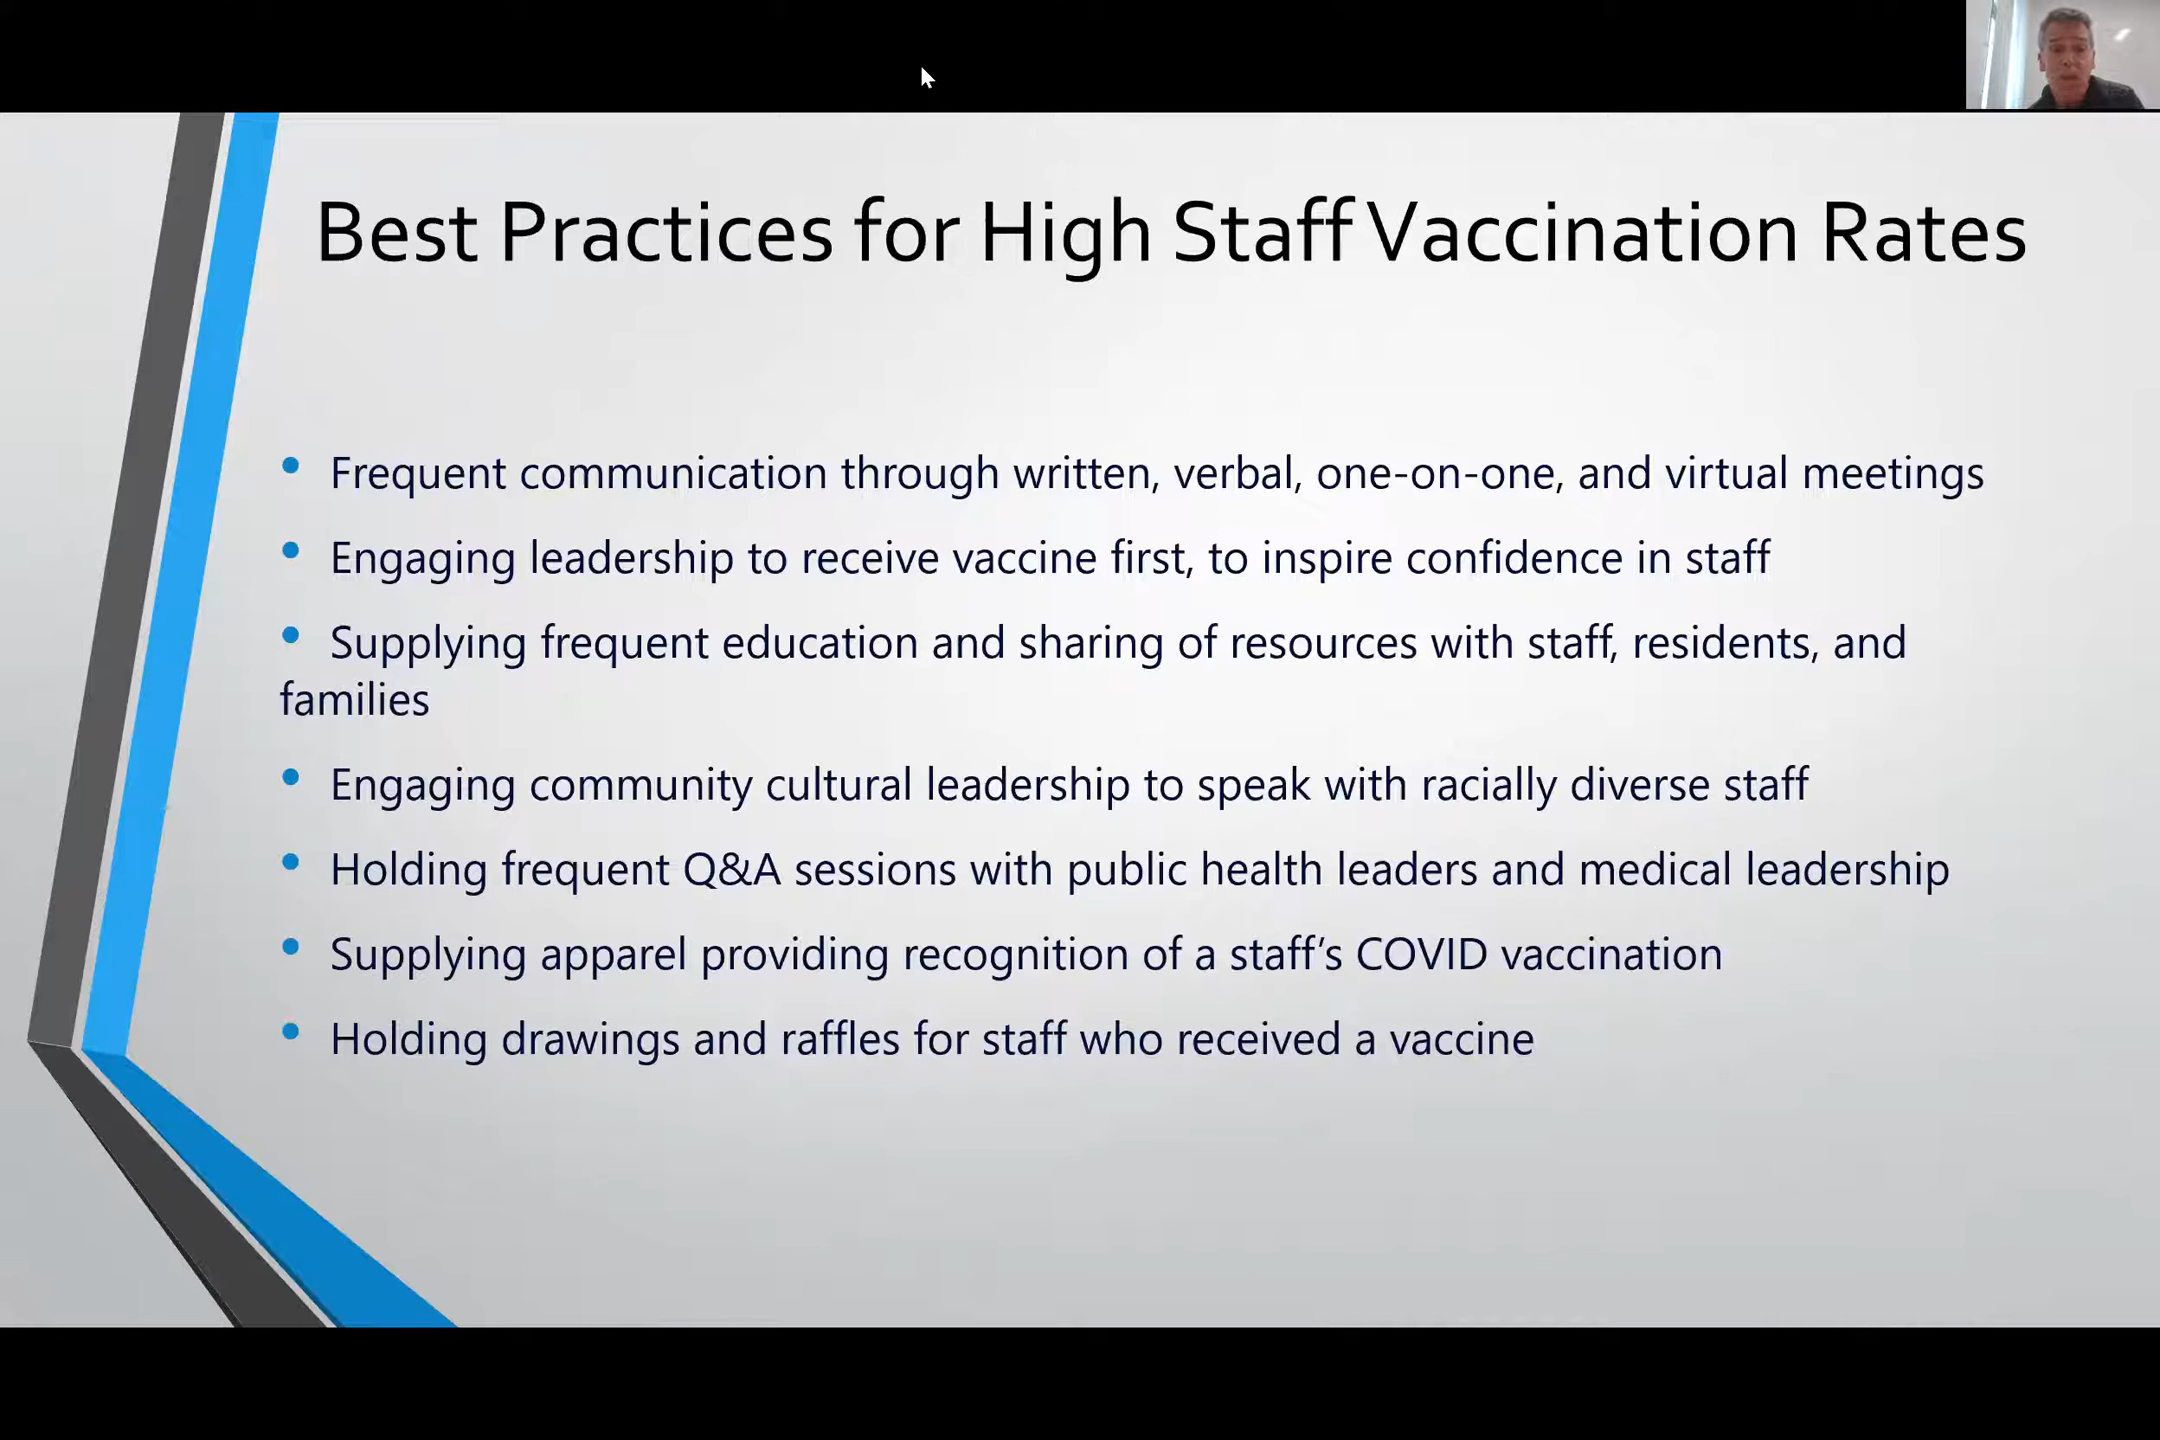 Best Practices for High Staff Vaccination Rates
• Frequent communication through written, verbal, one-on-one, and virtual meetings
• Engaging leadership to receive vaccine first, to inspire confidence in staff
• Supplying frequent education and sharing of resources with staff, residents, and
families
• Engaging community cultural leadership to speak with racially diverse staff
• Holding frequent Q&A sessions with public health leaders and medical leadership
• Supplying apparel providing recognition of a staff’s COVID vaccination
• Holding drawings and raffles for staff who received a vaccine